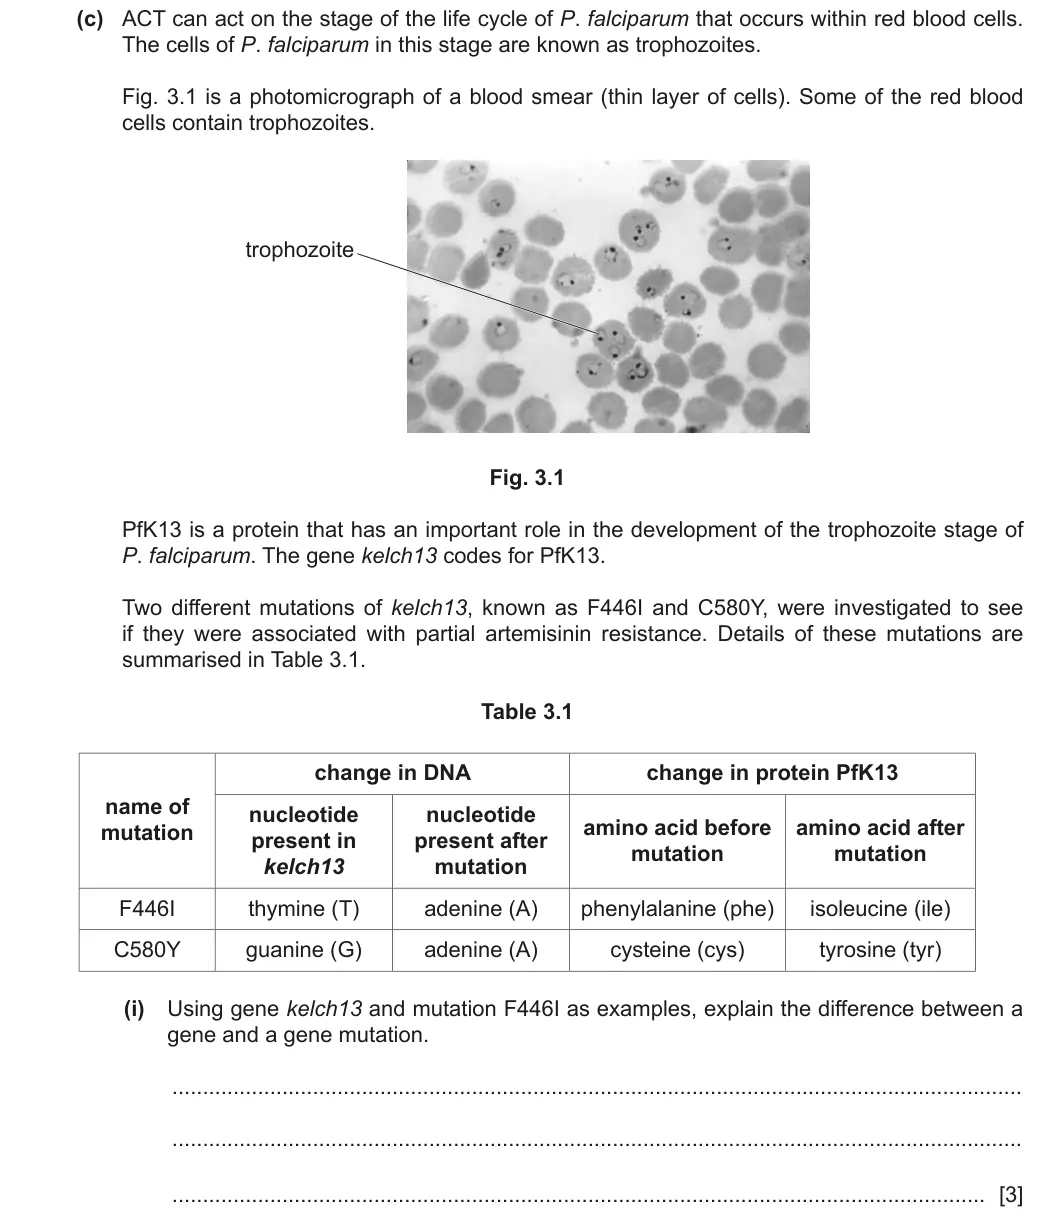 (c) ACT can act on the stage of the life cycle of P. falciparum that occurs within red blood cells.
The cells of P. falciparum in this stage are known as trophozoites.
Fig. 3.1 is a photomicrograph of a blood smear (thin layer of cells). Some of the red blood
cells contain trophozoites.
trophozoite
Fig. 3.1
PfK13 is a protein that has an important role in the development of the trophozoite stage of
P. falciparum. The gene kelch13 codes for PfK13.
Two different mutations of kelch13, known as F446I and C580Y, were investigated to see
if they were associated with partial artemisinin resistance. Details of these mutations are
summarised in Table 3.1.
Table 3.1
name of
mutation
change in DNA
change in protein PfK13
nucleotide
present in
kelch13
nucleotide
present after
mutation
amino acid before
mutation
amino acid after
mutation
F446I thymine (T) adenine (A) phenylalanine (phe) isoleucine (ile)
C580Y guanine (G) adenine (A) cysteine (cys) tyrosine (tyr)
(i) Using gene kelch13 and mutation F446I as examples, explain the difference between a
gene and a gene mutation.
[3]